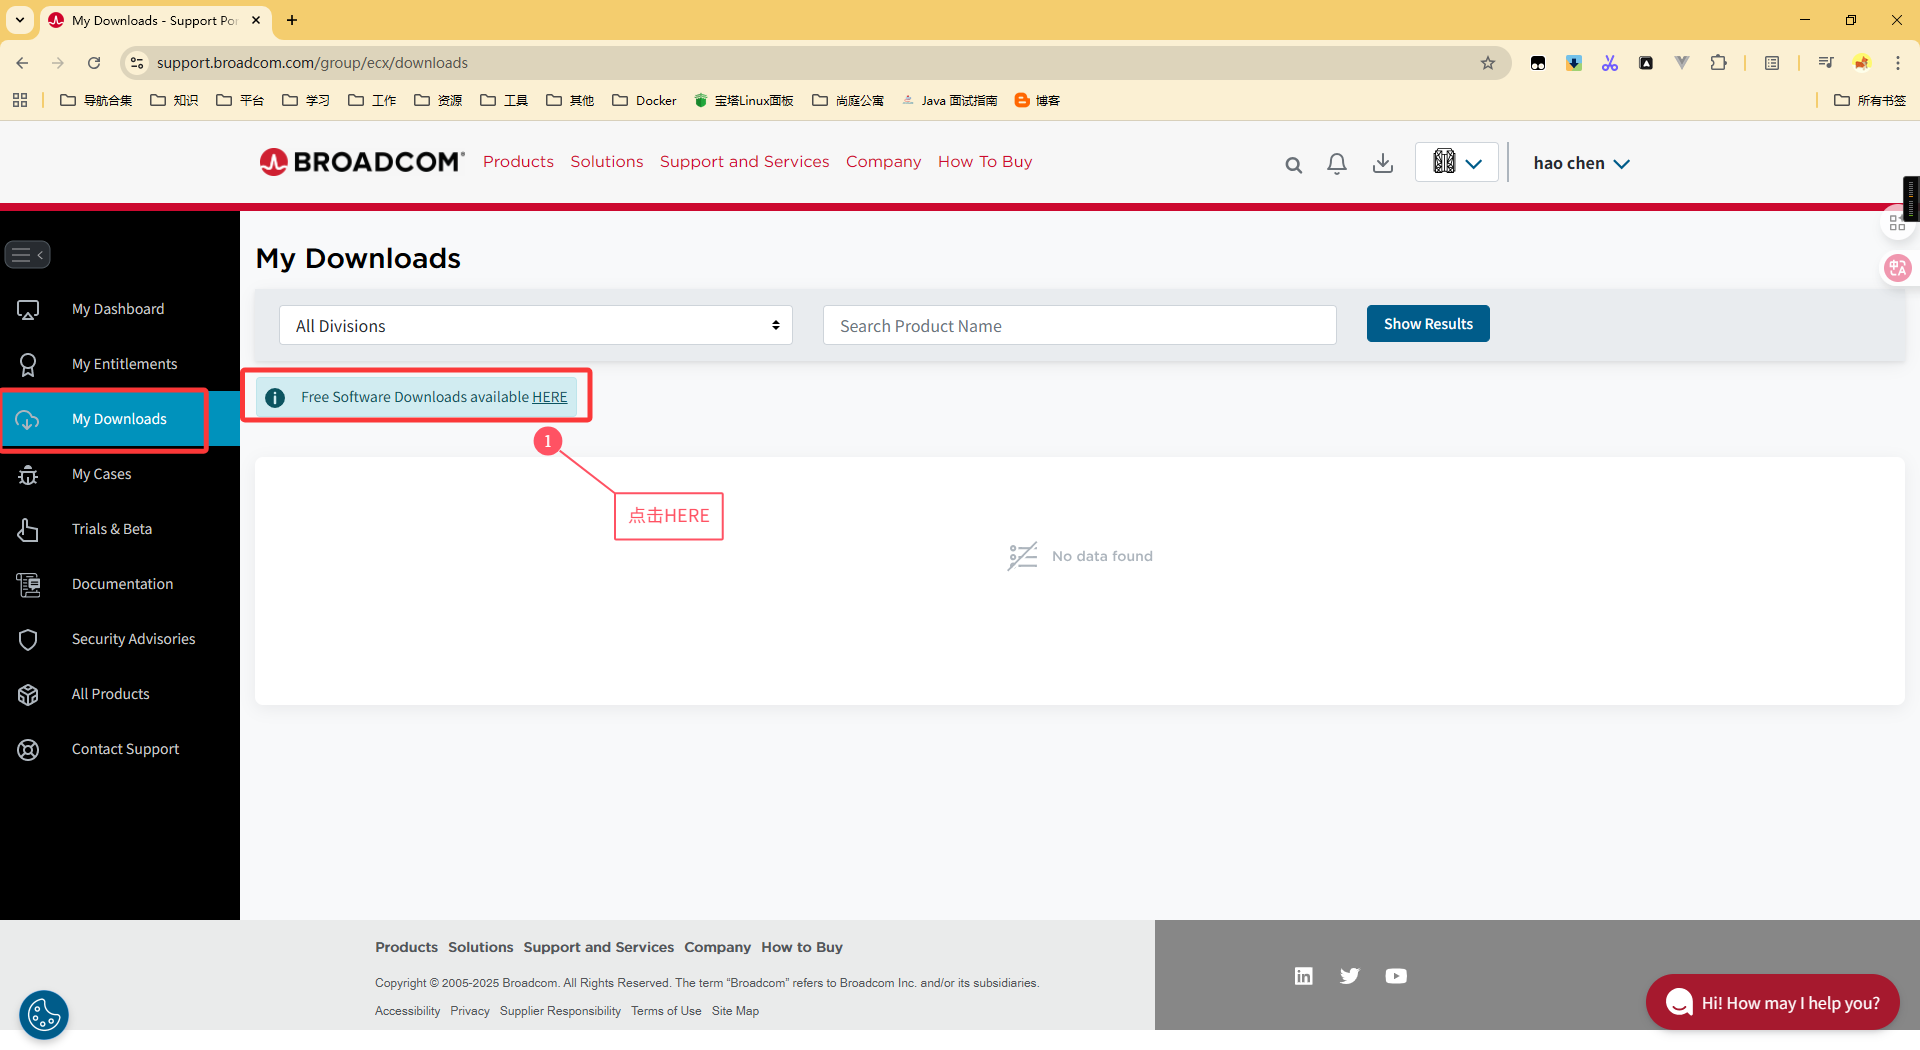 My Downloads - Support Por
support.broadcom.com/group/ecx/downloads
导航合集 知识 平台 学习 工作 资源 工具 其他 Docker 宝塔Linux面板 尚庭公寓 Java 面试指南 博客 所有书签
BROADCOM Products Solutions Support and Services Company How To Buy hao chen
My Downloads
All Divisions Search Product Name Show Results
Free Software Downloads available HERE
1
点击HERE
No data found
My Dashboard
My Entitlements
My Downloads
My Cases
Trials & Beta
Documentation
Security Advisories
All Products
Contact Support
Products Solutions Support and Services Company How to Buy
Copyright © 2005-2025 Broadcom. All Rights Reserved. The term “Broadcom” refers to Broadcom Inc. and/or its subsidiaries.
Accessibility Privacy Supplier Responsibility Terms of Use Site Map
Hi! How may I help you?